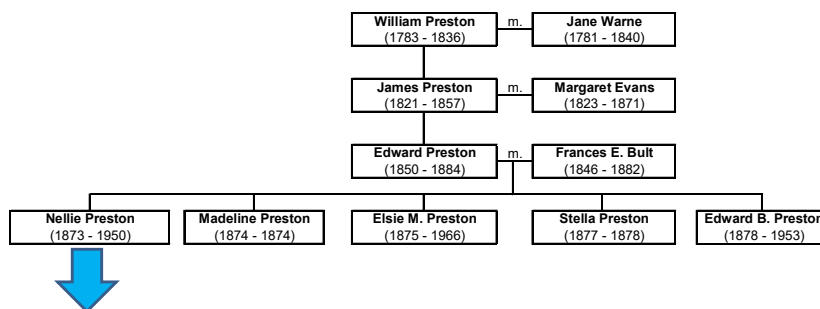 William Preston
(1783 - 1836)
m.
Jane Warne
(1781 - 1840)
James Preston
(1821 - 1857)
m.
Margaret Evans
(1823 - 1871)
Edward Preston
(1850 - 1884)
m.
Frances E. Bult
(1846 - 1882)
Nellie Preston
(1873 - 1950)
Madeline Preston
(1874 - 1874)
Elsie M. Preston
(1875 - 1966)
Stella Preston
(1877 - 1878)
Edward B. Preston
(1878 - 1953)